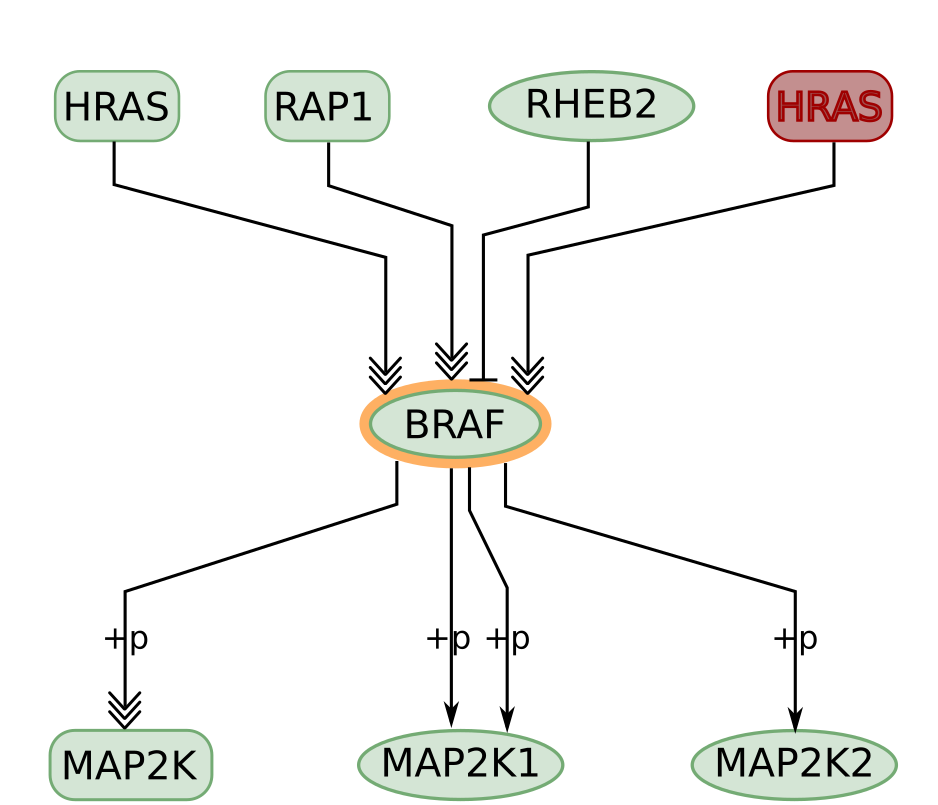 HRAS
RAP1
RHEB2
HRAS
BRAF
+p
+p
+p
+p
MAP2K
MAP2K1
MAP2K2